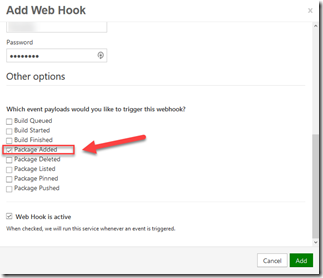 Add Web Hook
Password
Other options
Which event payloads would you like to trigger this webhook?
Build Queued
Build Started
Build Finished
Package Added
Package Deleted
Package Listed
Package Pinned
Package Pushed
Web Hook is active
When checked, we will run this service whenever an event is triggered.
Cancel
Add